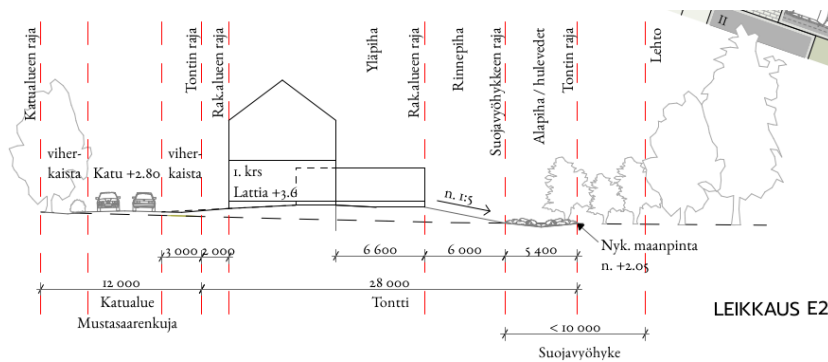 Katualueen raja
Tontin raja
Rak.alueen raja
Yläpiha
Rak.alueen raja
Rinnepiha
Suojavyöhykkeen raja
Alapiha / hulevedet
Tontin raja
Lehto
II
viher-
kaista
Katu +2.80
viher-
kaista
1. krs
Lattia +3.6
n. 1:5
Nyk. maanpinta
n. +2.05
3 000
2 000
6 600
6 000
5 400
12 000
28 000
Katualue
Mustasaarenkuja
Tontti
LEIKKAUS E2
< 10 000
Suojavyöhyke